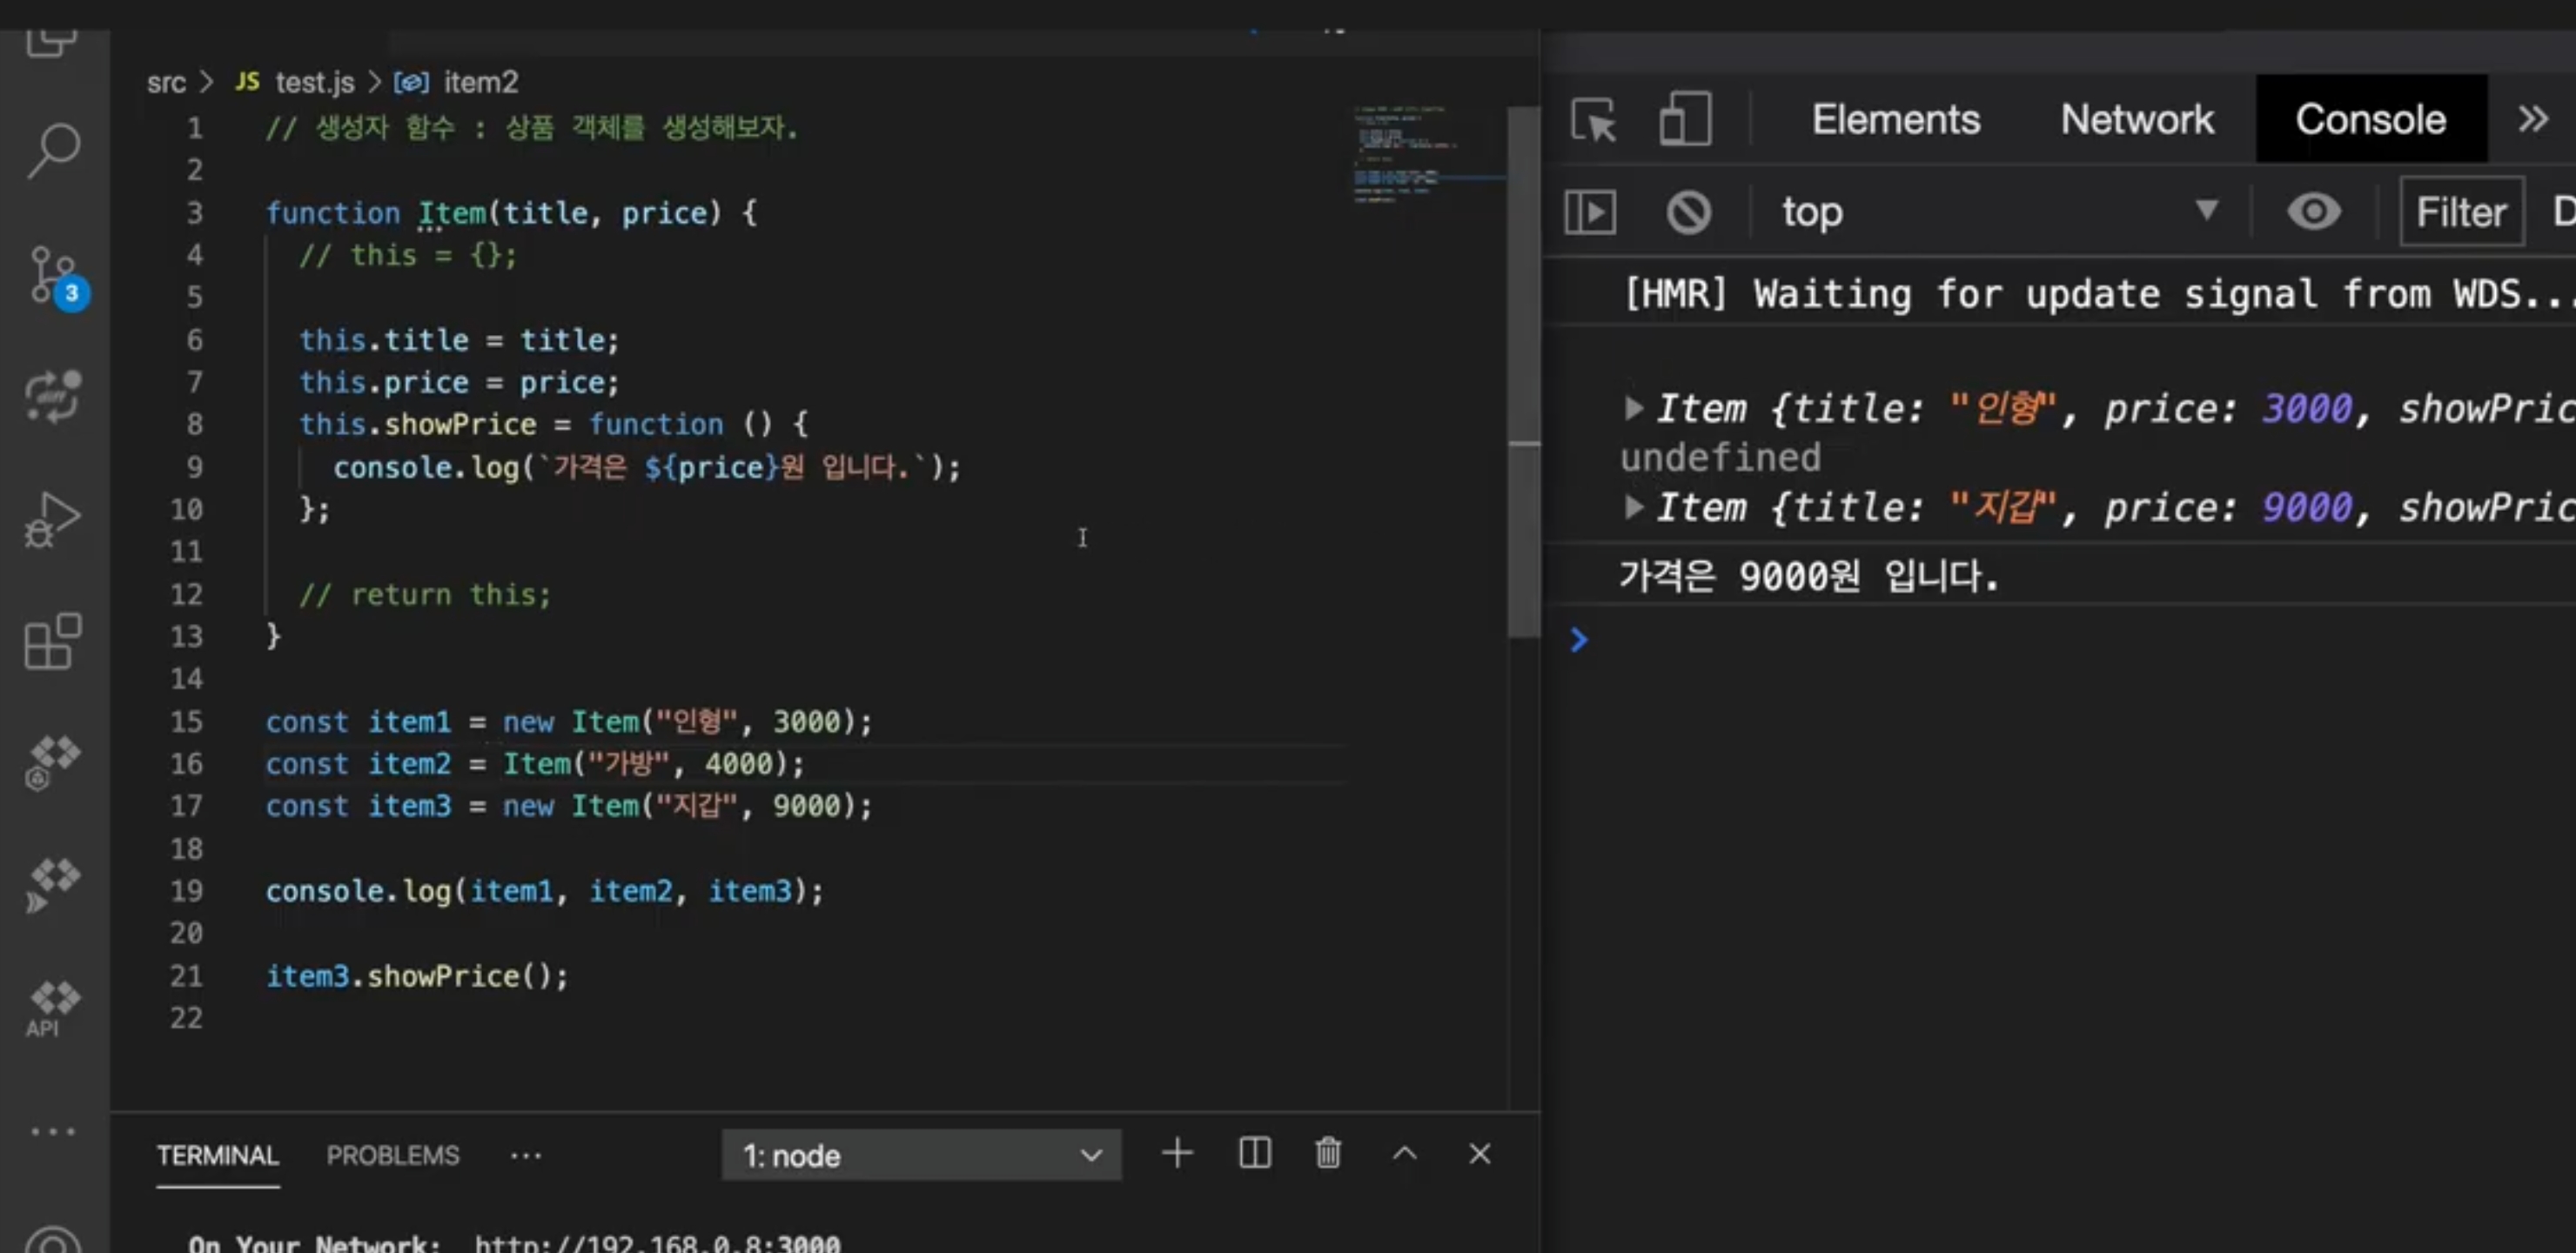 src > JS test.js > item2
1 // 생성자 함수 : 상품 객체를 생성해보자.
2
3 function Item(title, price) {
4 // this = {};
5
6 this.title = title;
7 this.price = price;
8 this.showPrice = function () {
9 console.log(`가격은 ${price}원 입니다.`);
10 };
11
12 // return this;
13 }
14
15 const item1 = new Item("인형", 3000);
16 const item2 = Item("가방", 4000);
17 const item3 = new Item("지갑", 9000);
18
19 console.log(item1, item2, item3);
20
21 item3.showPrice();
22
3
diff
API
TERMINAL PROBLEMS ... 1: node
On Your Network: http://192.168.0.8:3000
Elements Network Console »
top Filter D
[HMR] Waiting for update signal from WDS...
Item {title: "인형", price: 3000, showPric
undefined
Item {title: "지갑", price: 9000, showPric
가격은 9000원 입니다.
>